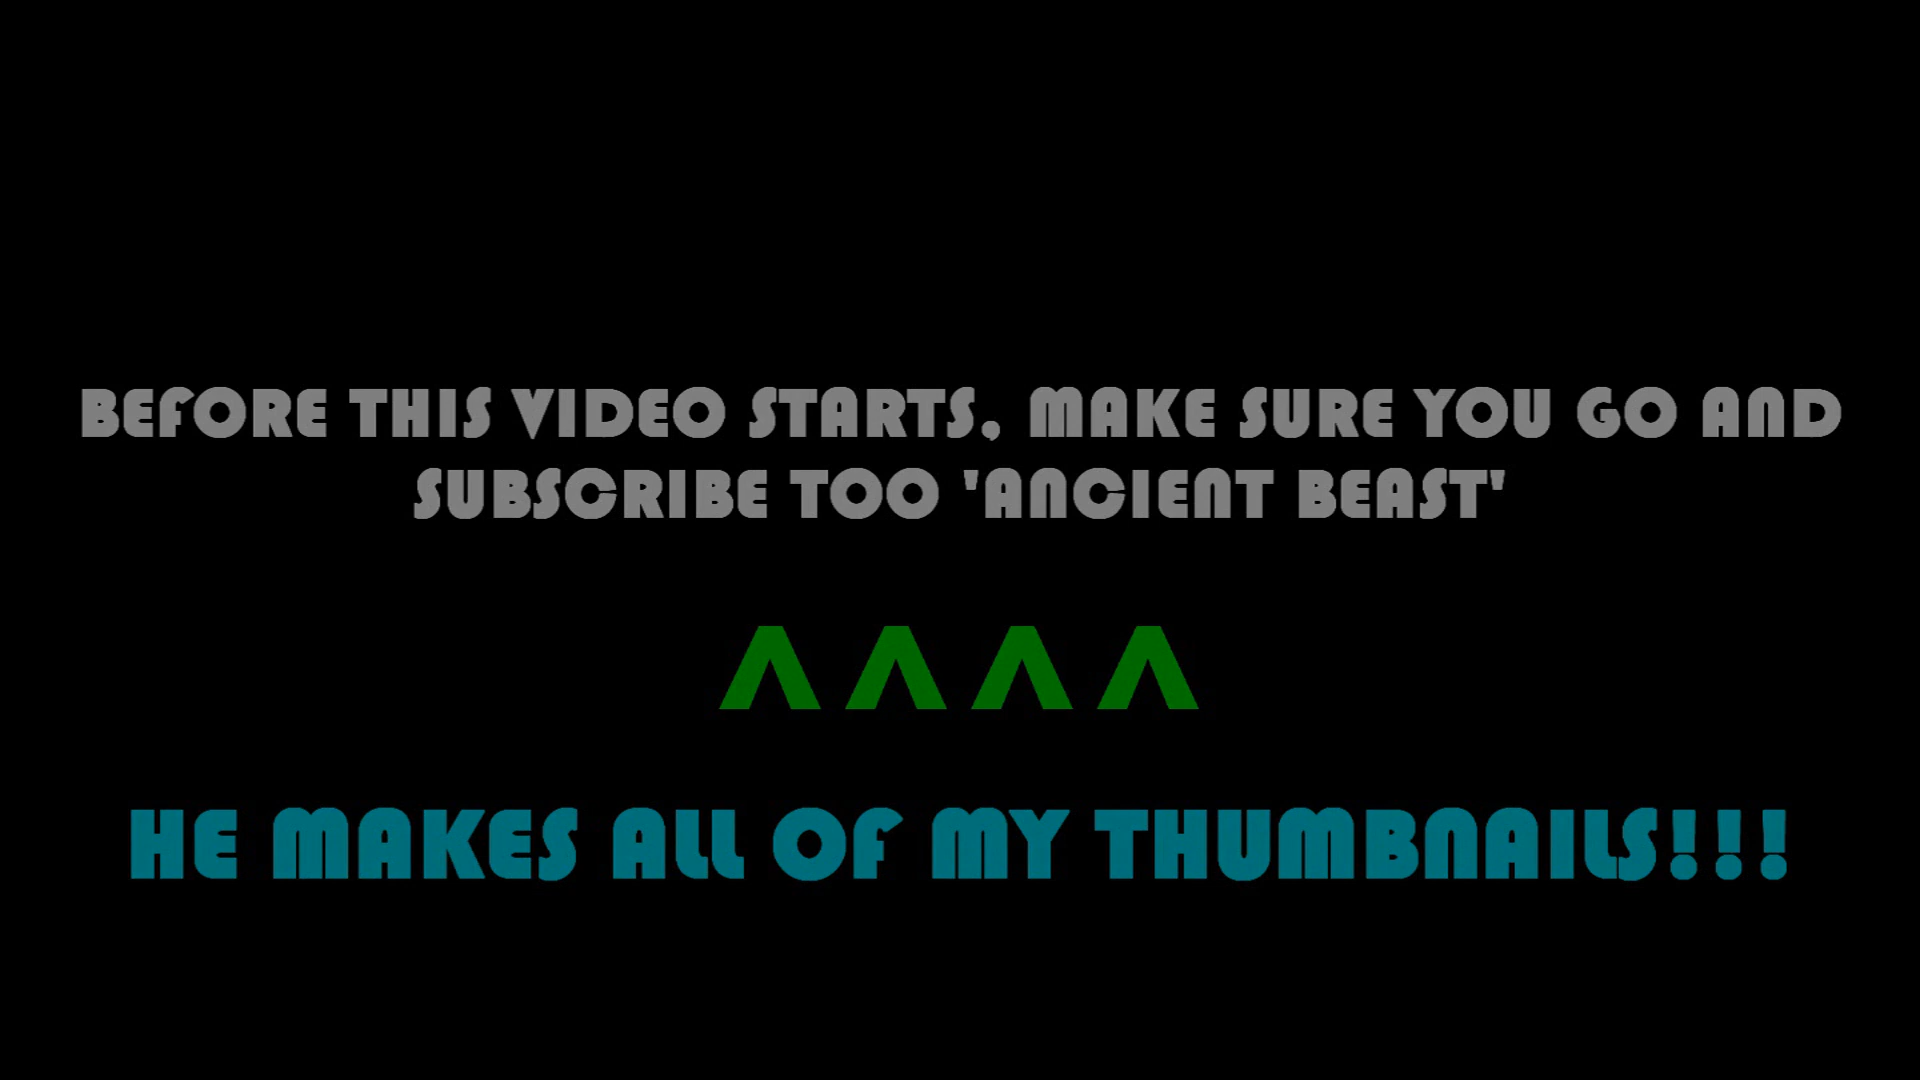 BEFORE THIS VIDEO STARTS, MAKE SURE YOU GO AND
SUBSCRIBE TOO 'ANCIENT BEAST'
^^^^
HE MAKES ALL OF MY THUMBNAILS!!!